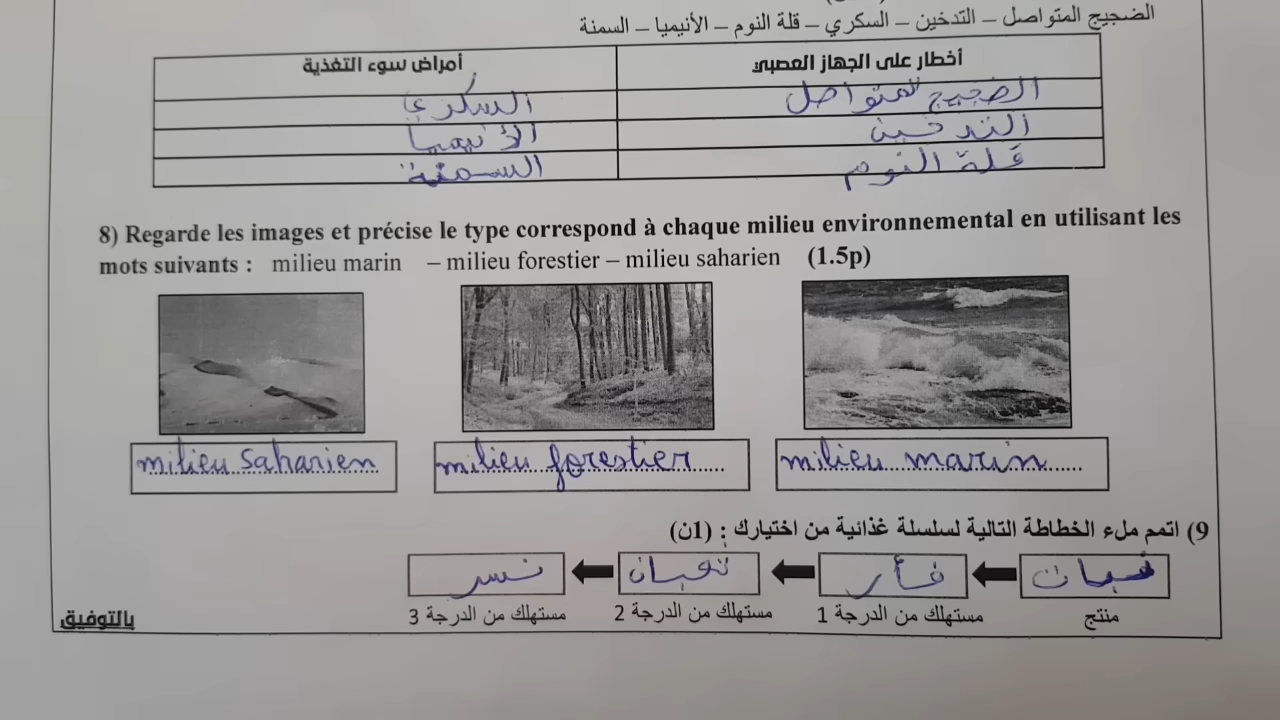 الضجيج المتواصل – التدخين – السكري – قلة النوم – الأنيميا – السمنة
أخطار على الجهاز العصبي أمراض سوء التغذية
الضجيج المتواصل السكري
التدخين الأنيميا
قلة النوم السمنة
8) Regarde les images et précise le type correspond à chaque milieu environnemental en utilisant les
mots suivants : milieu marin – milieu forestier – milieu saharien (1.5p)
milieu saharien milieu forestier milieu marin
9) اتمم ملء الخطاطة التالية لسلسلة غذائية من اختيارك : (1ن)
نبات فأر ثعبان نسر
منتج مستهلك من الدرجة 1 مستهلك من الدرجة 2 مستهلك من الدرجة 3
بالتوفيق